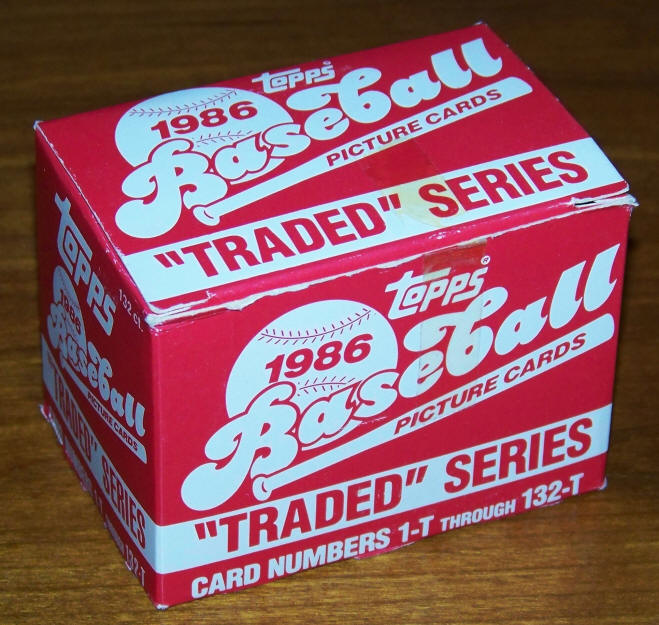 Topps
1986
Baseball
PICTURE CARDS
"TRADED" SERIES
Topps®
1986
Baseball
PICTURE CARDS
"TRADED" SERIES
CARD NUMBERS 1-T THROUGH 132-T
Topps
132 CT.
1986
Baseball
PICTURE CARDS
"TRADED" SERIES
132-T